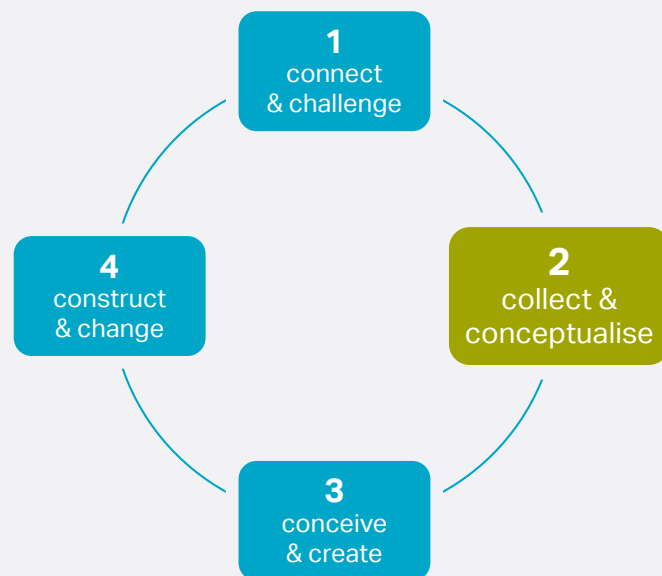 1
connect
& challenge
2
collect &
conceptualise
3
conceive
& create
4
construct
& change